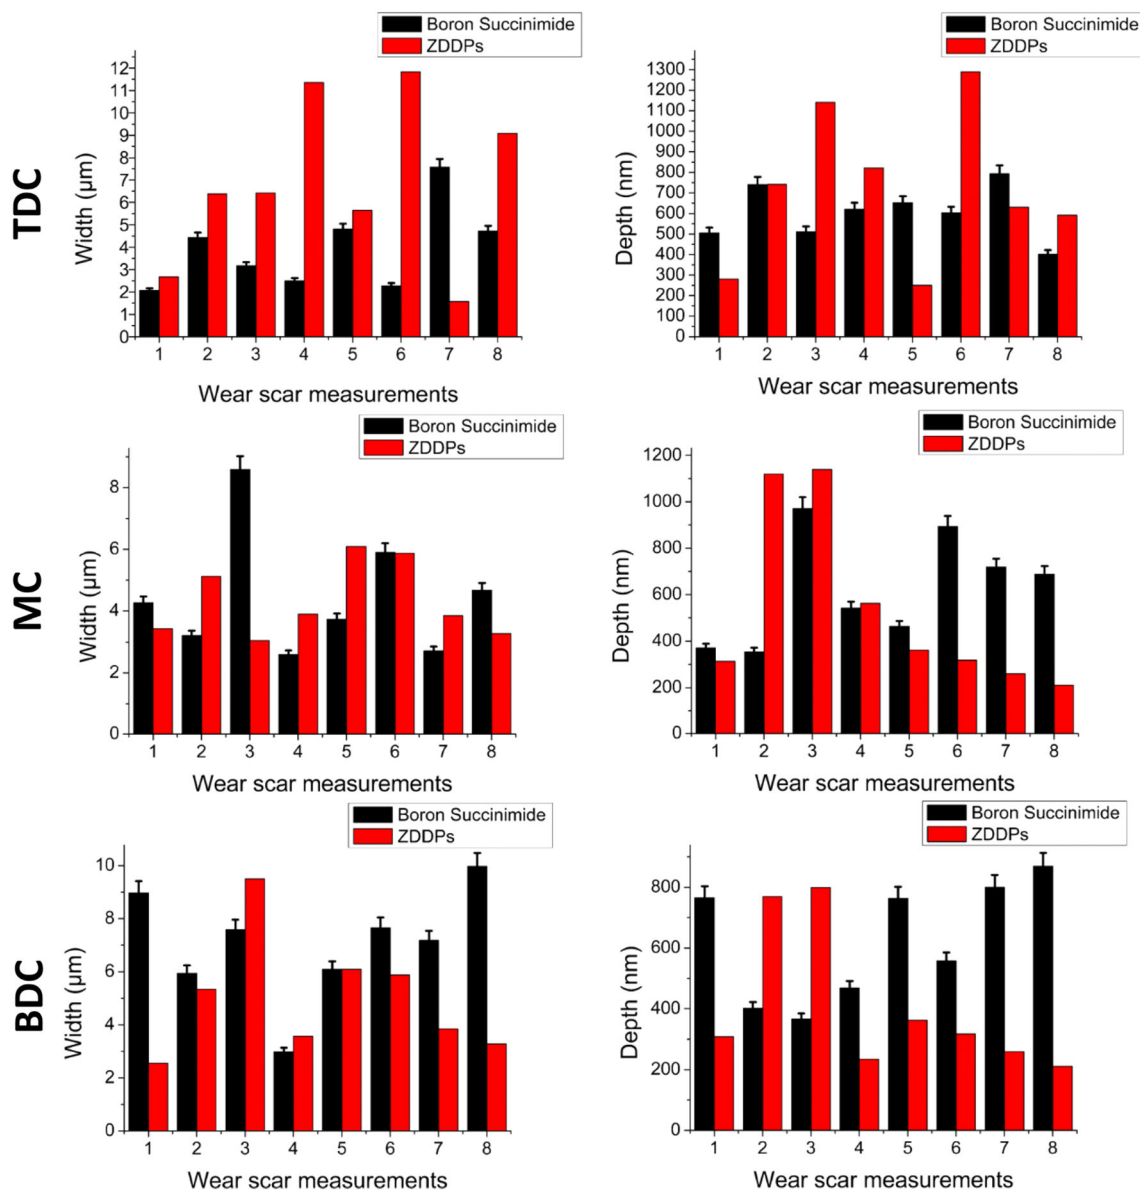 TDC
Boron Succinimide
ZDDPs
Width (µm)
12
11
10
9
8
7
6
5
4
3
2
1
0
1 2 3 4 5 6 7 8
Wear scar measurements
Boron Succinimide
ZDDPs
Depth (nm)
1300
1200
1100
1000
900
800
700
600
500
400
300
200
100
0
1 2 3 4 5 6 7 8
Wear scar measurements
MC
Boron Succinimide
ZDDPs
Width (µm)
8
6
4
2
0
1 2 3 4 5 6 7 8
Wear scar measurements
Boron Succinimide
ZDDPs
Depth (nm)
1200
1000
800
600
400
200
0
1 2 3 4 5 6 7 8
Wear scar measurements
BDC
Boron Succinimide
ZDDPs
Width (µm)
10
8
6
4
2
0
1 2 3 4 5 6 7 8
Wear scar measurements
Boron Succinimide
ZDDPs
Depth (nm)
800
600
400
200
0
1 2 3 4 5 6 7 8
Wear scar measurements